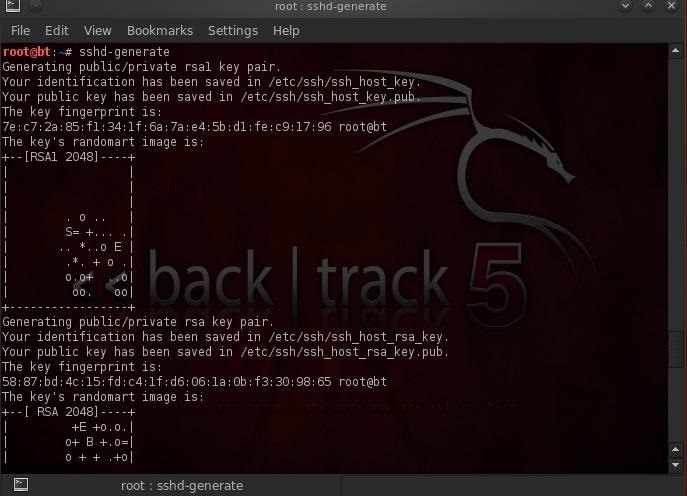 root : sshd-generate
File Edit View Bookmarks Settings Help
root@bt:~# sshd-generate
Generating public/private rsa1 key pair.
Your identification has been saved in /etc/ssh/ssh_host_key.
Your public key has been saved in /etc/ssh/ssh_host_key.pub.
The key fingerprint is:
7e:c7:2a:85:f1:34:1f:6a:7a:e4:5b:d1:fe:c9:17:96 root@bt
The key's randomart image is:
+--[RSA1 2048]----+
|                 |
|                 |
|                 |
|        . o ..   |
|        S= +... .|
|       .. *..o E |
|        .*. + o .|
|        o.o+  ..o|
|         oo.   oo|
+-----------------+
Generating public/private rsa key pair.
Your identification has been saved in /etc/ssh/ssh_host_rsa_key.
Your public key has been saved in /etc/ssh/ssh_host_rsa_key.pub.
The key fingerprint is:
58:87:bd:4c:15:fd:c4:1f:d6:06:1a:0b:f3:30:98:65 root@bt
The key's randomart image is:
+--[ RSA 2048]----+
|         +E +o.o.|
|        o+ B +.o=|
|        o + + .+o|
<< back | track 5
root : sshd-generate